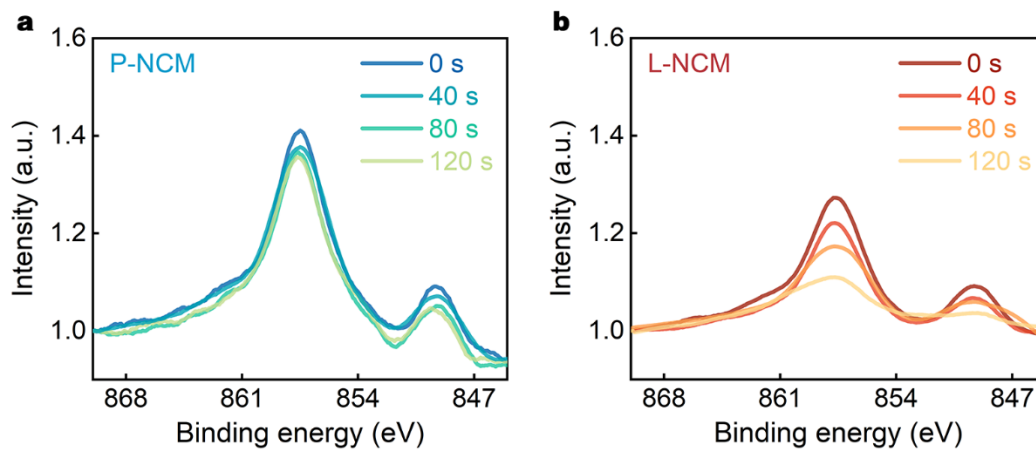 a
P-NCM
0 s
40 s
80 s
120 s
1.6
1.4
1.2
1.0
Intensity (a.u.)
868
861
854
847
Binding energy (eV)
b
L-NCM
0 s
40 s
80 s
120 s
1.6
1.4
1.2
1.0
Intensity (a.u.)
868
861
854
847
Binding energy (eV)